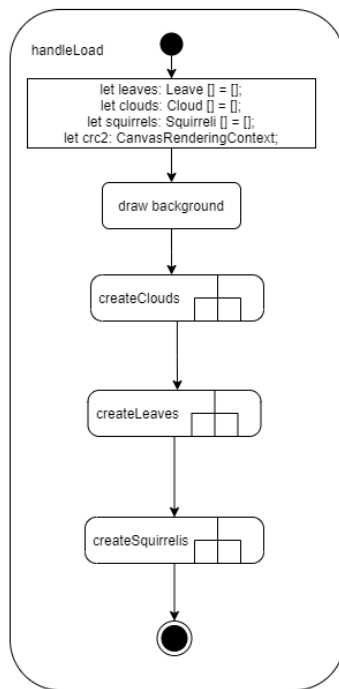 handleLoad
let leaves: Leave [] = [];
let clouds: Cloud [] = [];
let squirrels: Squirreli [] = [];
let crc2: CanvasRenderingContext;
draw background
createClouds
createLeaves
createSquirrelis